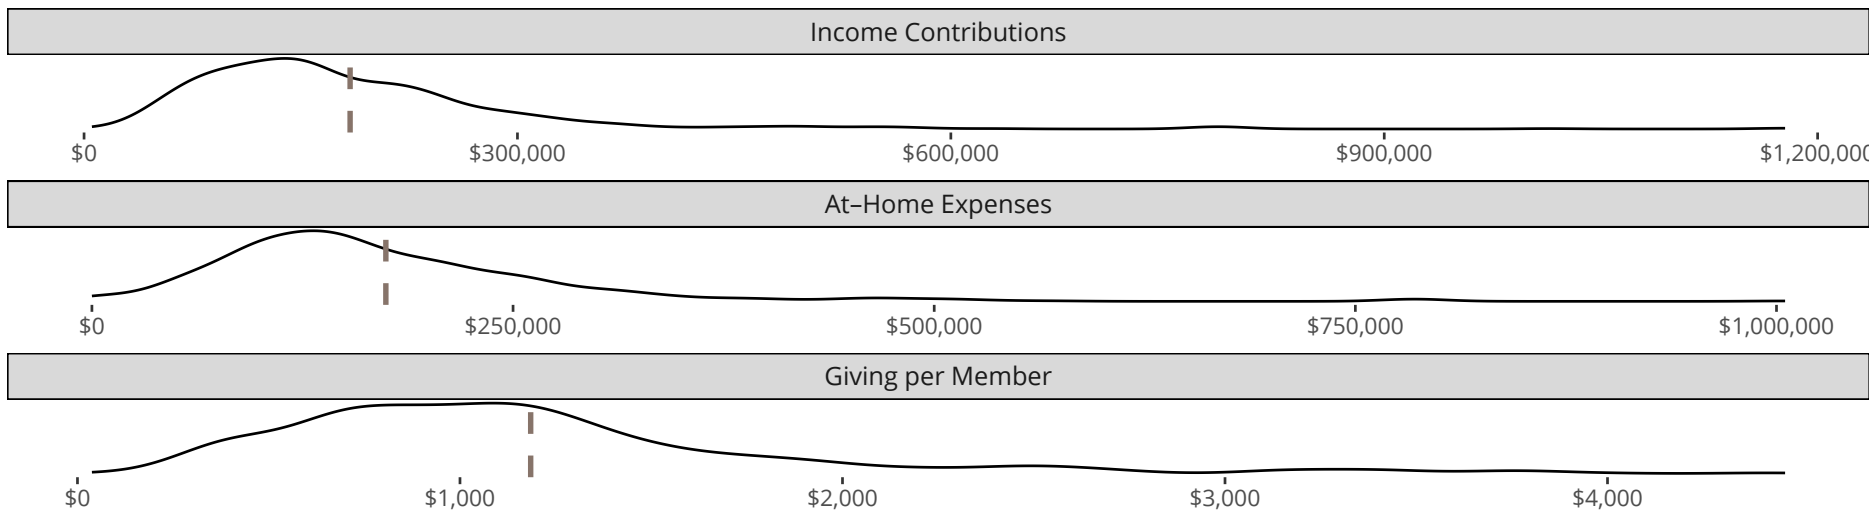 Income Contributions
$0 $300,000 $600,000 $900,000 $1,200,000
At–Home Expenses
$0 $250,000 $500,000 $750,000 $1,000,000
Giving per Member
$0 $1,000 $2,000 $3,000 $4,000